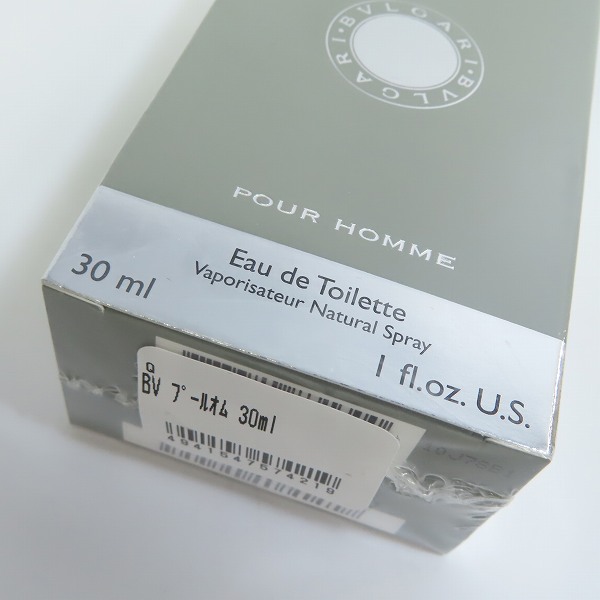 BVLGARI · BVLGARI ·
POUR HOMME
Eau de Toilette
Vaporisateur Natural Spray
30 ml
1 fl.oz. U.S.
Q
BV プールオム 30ml
4941547574219